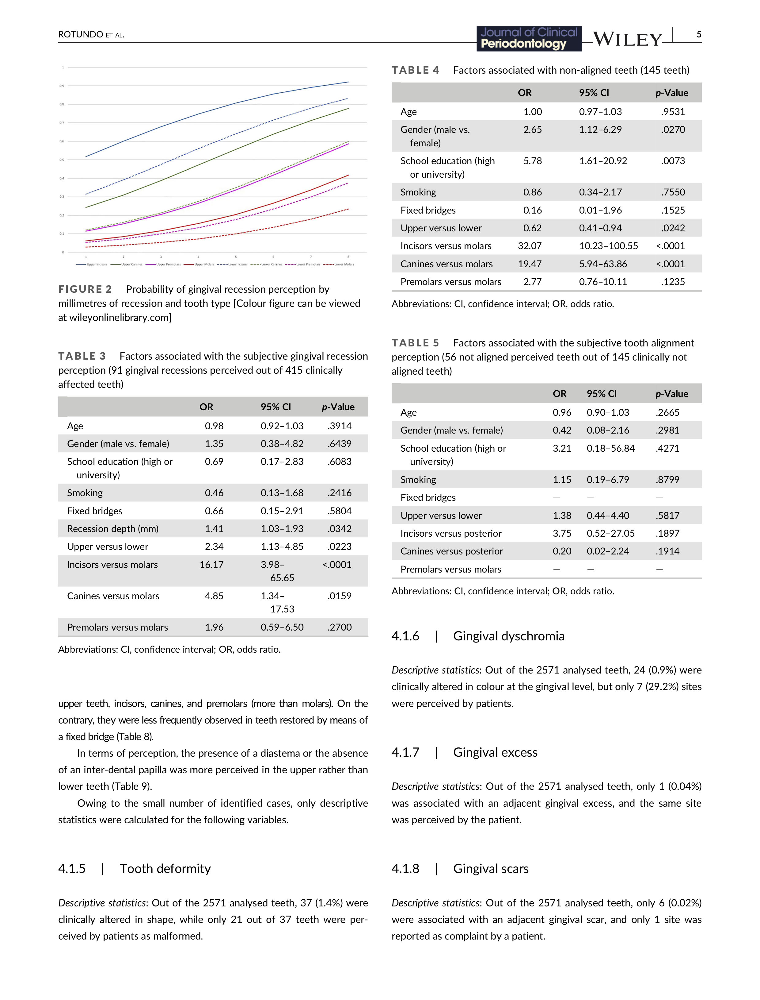 ROTUNDO ET AL.
Journal of Clinical
Periodontology
WILEY
5
1
0,9
0,8
0,7
0,6
0,5
0,4
0,3
0,2
0,1
0
1 2 3 4 5 6 7 8
Upper Incisors Upper Canines Upper Premolars Upper Molars Lowe Incisors Lower Canines Lower Premolars Lower Molars
FIGURE 2 Probability of gingival recession perception by
millimetres of recession and tooth type [Colour figure can be viewed
at wileyonlinelibrary.com]
TABLE 3 Factors associated with the subjective gingival recession
perception (91 gingival recessions perceived out of 415 clinically
affected teeth)
OR 95% CI p-Value
Age 0.98 0.92–1.03 .3914
Gender (male vs. female) 1.35 0.38–4.82 .6439
School education (high or 0.69 0.17–2.83 .6083
university)
Smoking 0.46 0.13–1.68 .2416
Fixed bridges 0.66 0.15–2.91 .5804
Recession depth (mm) 1.41 1.03–1.93 .0342
Upper versus lower 2.34 1.13–4.85 .0223
Incisors versus molars 16.17 3.98– <.0001
65.65
Canines versus molars 4.85 1.34– .0159
17.53
Premolars versus molars 1.96 0.59–6.50 .2700
Abbreviations: CI, confidence interval; OR, odds ratio.
upper teeth, incisors, canines, and premolars (more than molars). On the
contrary, they were less frequently observed in teeth restored by means of
a fixed bridge (Table 8).
In terms of perception, the presence of a diastema or the absence
of an inter-dental papilla was more perceived in the upper rather than
lower teeth (Table 9).
Owing to the small number of identified cases, only descriptive
statistics were calculated for the following variables.
4.1.5 | Tooth deformity
Descriptive statistics: Out of the 2571 analysed teeth, 37 (1.4%) were
clinically altered in shape, while only 21 out of 37 teeth were per-
ceived by patients as malformed.
TABLE 4 Factors associated with non-aligned teeth (145 teeth)
OR 95% CI p-Value
Age 1.00 0.97–1.03 .9531
Gender (male vs. 2.65 1.12–6.29 .0270
female)
School education (high 5.78 1.61–20.92 .0073
or university)
Smoking 0.86 0.34–2.17 .7550
Fixed bridges 0.16 0.01–1.96 .1525
Upper versus lower 0.62 0.41–0.94 .0242
Incisors versus molars 32.07 10.23–100.55 <.0001
Canines versus molars 19.47 5.94–63.86 <.0001
Premolars versus molars 2.77 0.76–10.11 .1235
Abbreviations: CI, confidence interval; OR, odds ratio.
TABLE 5 Factors associated with the subjective tooth alignment
perception (56 not aligned perceived teeth out of 145 clinically not
aligned teeth)
OR 95% CI p-Value
Age 0.96 0.90–1.03 .2665
Gender (male vs. female) 0.42 0.08–2.16 .2981
School education (high or 3.21 0.18–56.84 .4271
university)
Smoking 1.15 0.19–6.79 .8799
Fixed bridges — — —
Upper versus lower 1.38 0.44–4.40 .5817
Incisors versus posterior 3.75 0.52–27.05 .1897
Canines versus posterior 0.20 0.02–2.24 .1914
Premolars versus molars — — —
Abbreviations: CI, confidence interval; OR, odds ratio.
4.1.6 | Gingival dyschromia
Descriptive statistics: Out of the 2571 analysed teeth, 24 (0.9%) were
clinically altered in colour at the gingival level, but only 7 (29.2%) sites
were perceived by patients.
4.1.7 | Gingival excess
Descriptive statistics: Out of the 2571 analysed teeth, only 1 (0.04%)
was associated with an adjacent gingival excess, and the same site
was perceived by the patient.
4.1.8 | Gingival scars
Descriptive statistics: Out of the 2571 analysed teeth, only 6 (0.02%)
were associated with an adjacent gingival scar, and only 1 site was
reported as complaint by a patient.